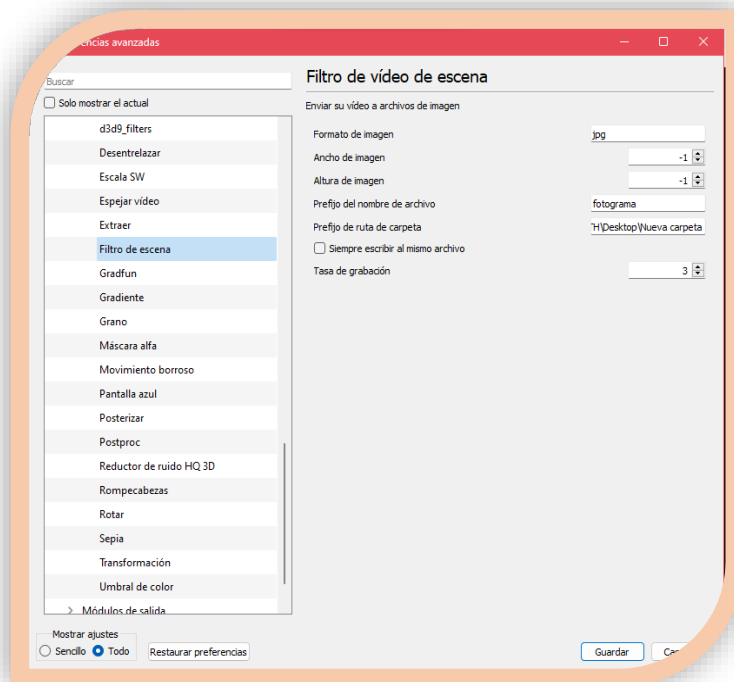 encias avanzadas
Buscar
Solo mostrar el actual
d3d9_filters
Desentrelazar
Escala SW
Espejar vídeo
Extraer
Filtro de escena
Gradfun
Gradiente
Grano
Máscara alfa
Movimiento borroso
Pantalla azul
Posterizar
Postproc
Reductor de ruido HQ 3D
Rompecabezas
Rotar
Sepia
Transformación
Umbral de color
Módulos de salida
Mostrar ajustes
Sencillo Todo Restaurar preferencias
Filtro de vídeo de escena
Enviar su vídeo a archivos de imagen
Formato de imagen jpg
Ancho de imagen -1
Altura de imagen -1
Prefijo del nombre de archivo fotograma
Prefijo de ruta de carpeta H\Desktop\Nueva carpeta
Siempre escribir al mismo archivo
Tasa de grabación 3
Guardar